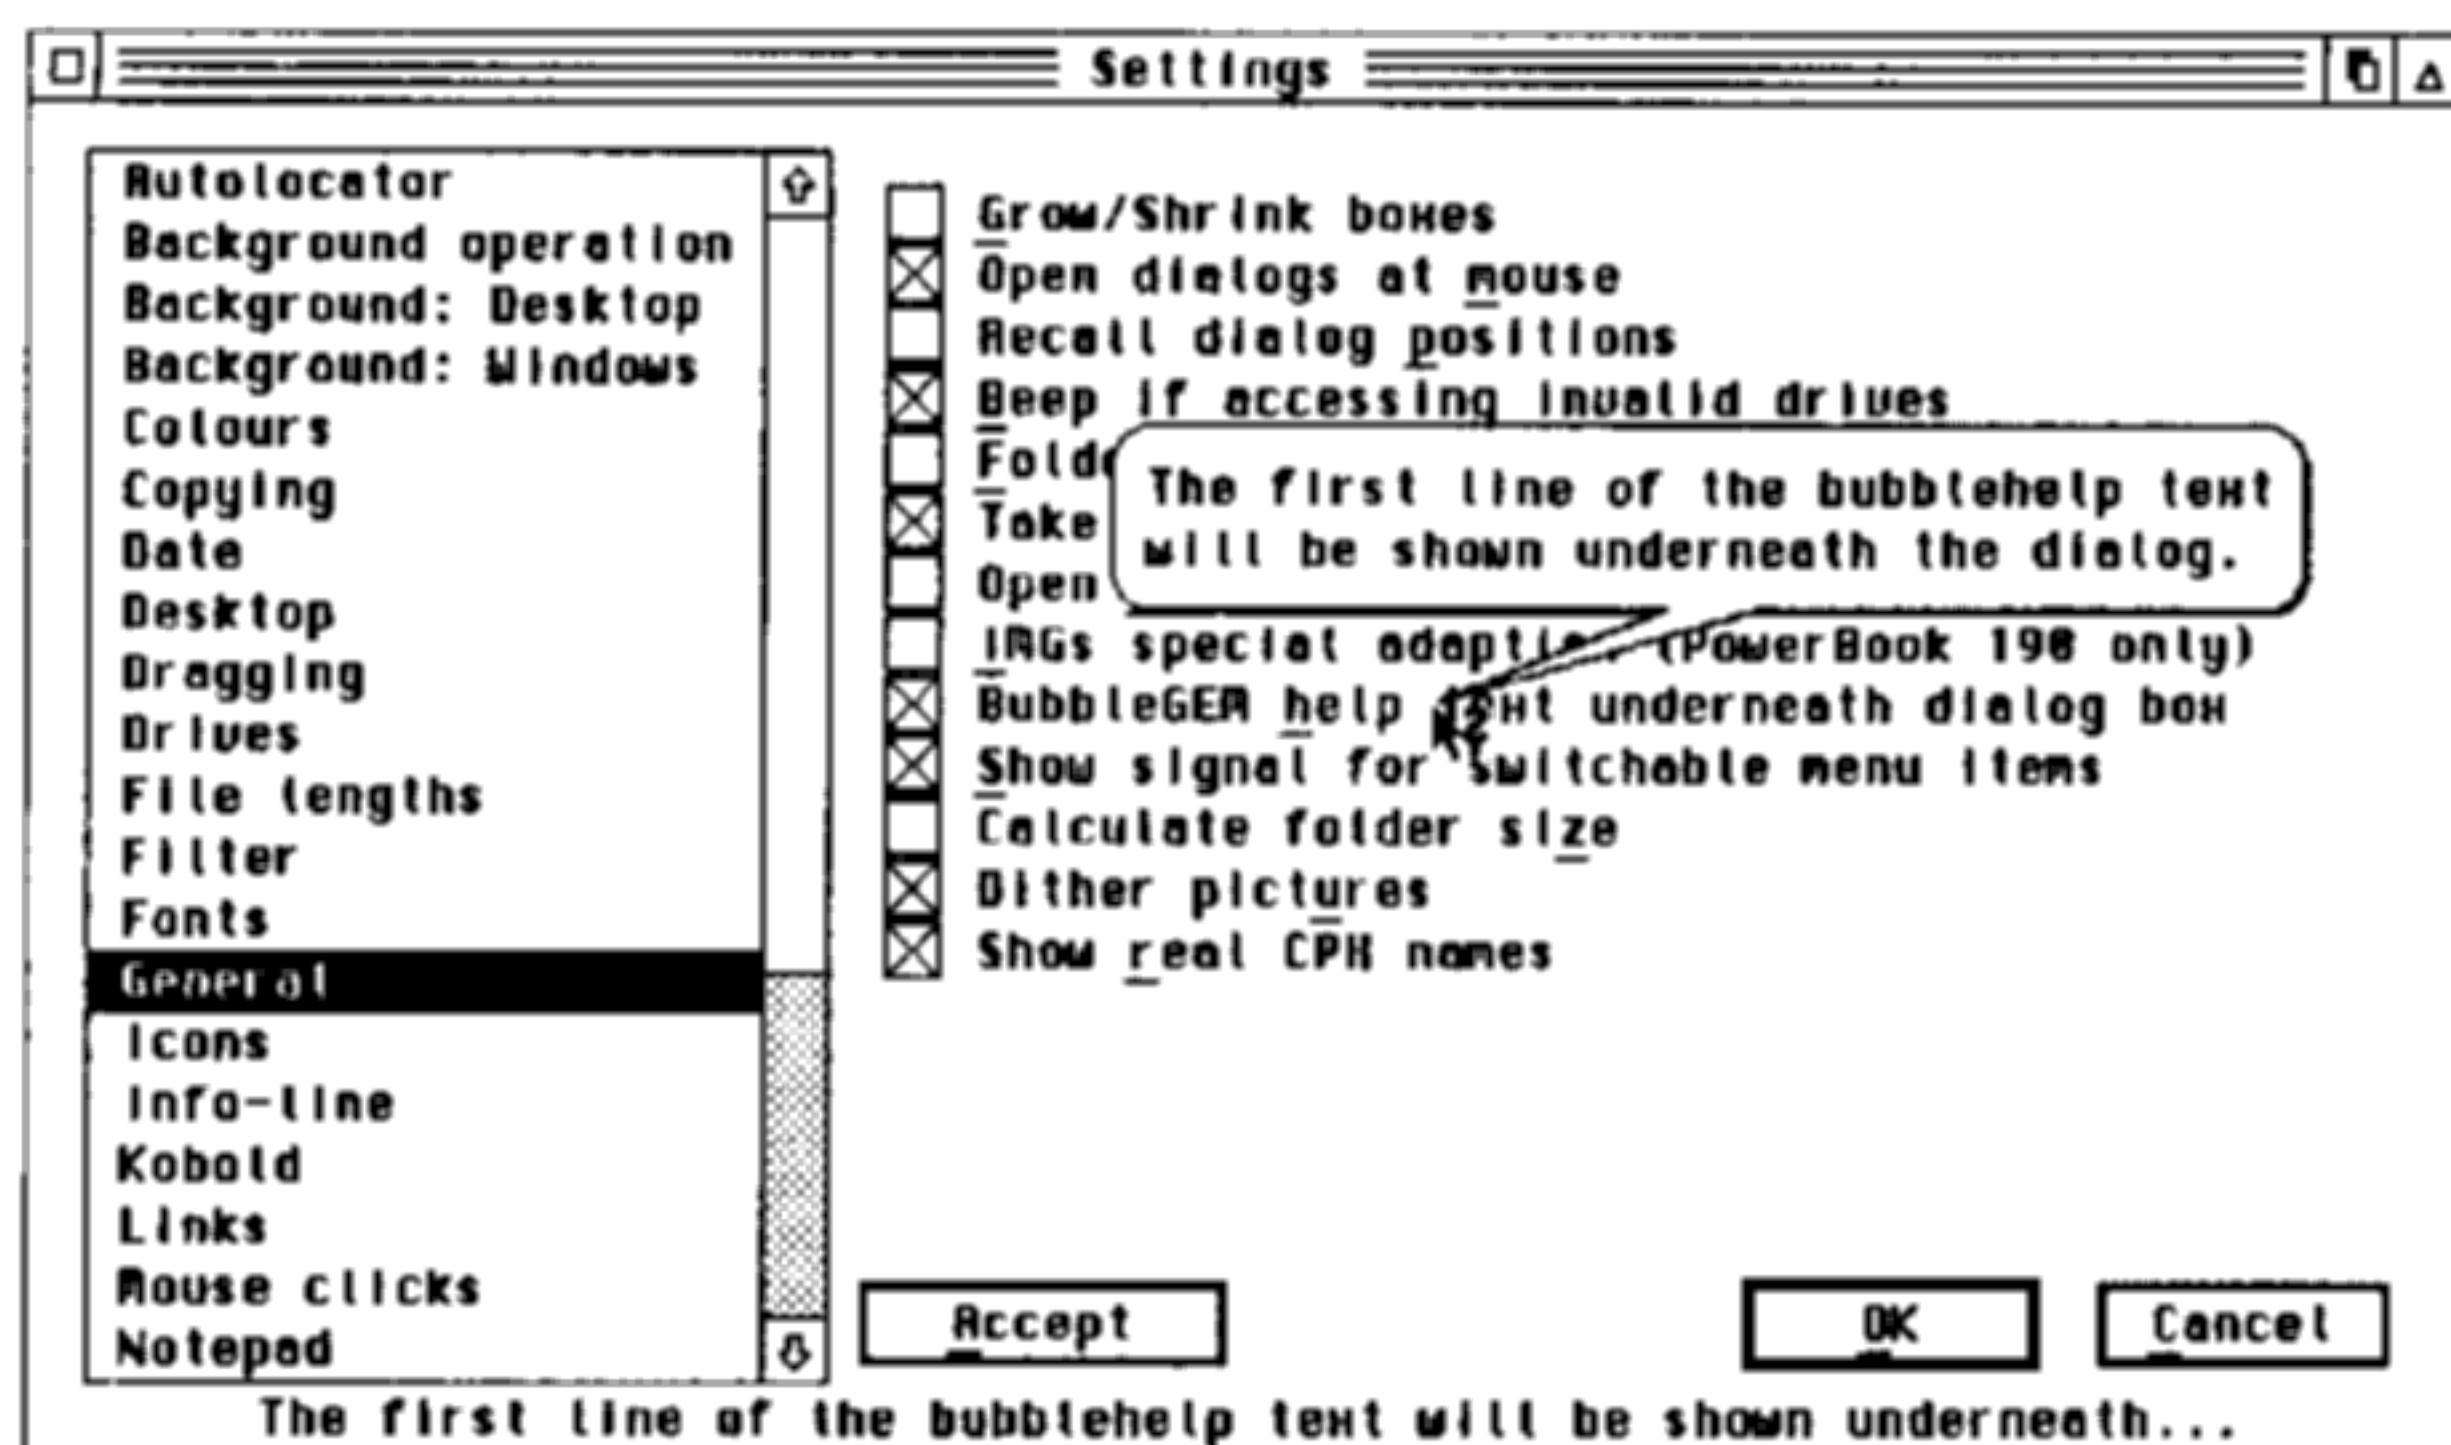 Settings
Autolocator
Background operation
Background: Desktop
Background: Windows
Colours
Copying
Date
Desktop
Dragging
Drives
File lengths
Filter
Fonts
General
Icons
Info-line
Kobold
Links
Mouse clicks
Notepad
Grow/Shrink boxes
Open dialogs at mouse
Recall dialog positions
Beep if accessing invalid drives
Take
Open
The first line of the bubblehelp text
will be shown underneath the dialog.
IMGs special (PowerBook 190 only)
BubbleGEM help text underneath dialog box
Show signal for switchable menu items
Calculate folder size
Dither pictures
Show real CPX names
Accept
OK
Cancel
The first line of the bubblehelp text will be shown underneath...